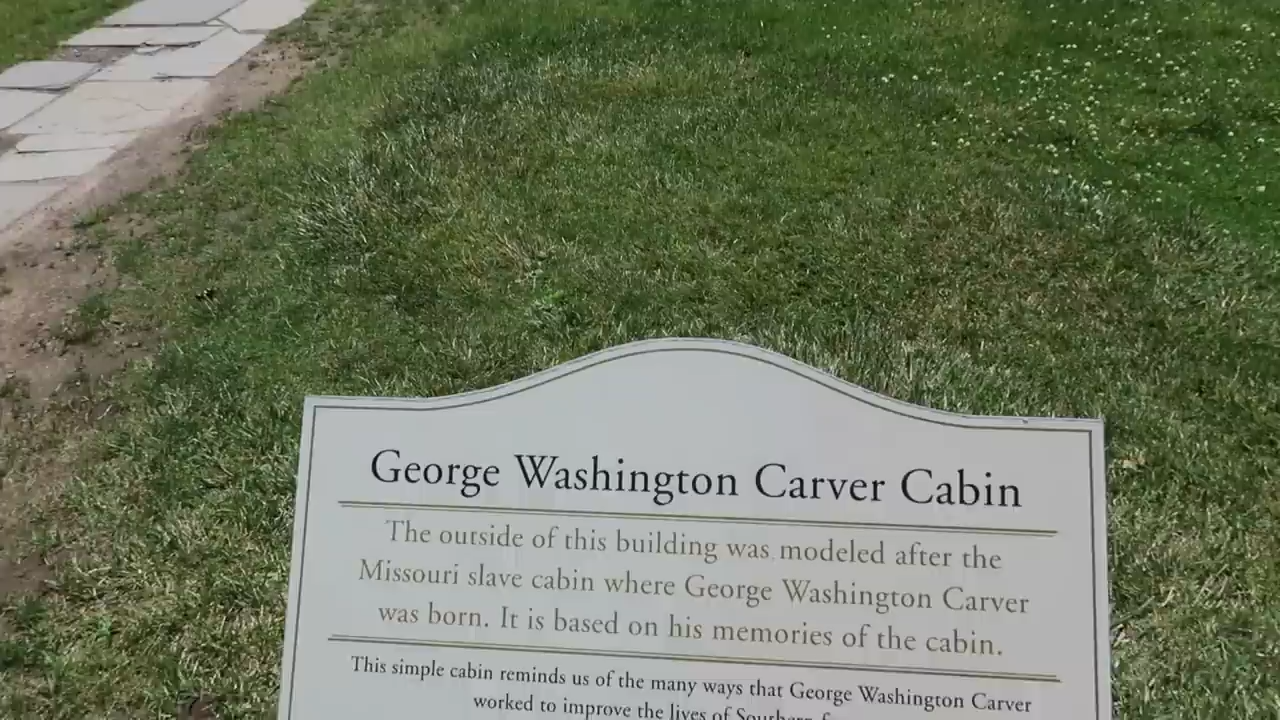 George Washington Carver Cabin
The outside of this building was modeled after the
Missouri slave cabin where George Washington Carver
was born. It is based on his memories of the cabin.
This simple cabin reminds us of the many ways that George Washington Carver
worked to improve the lives of Southern